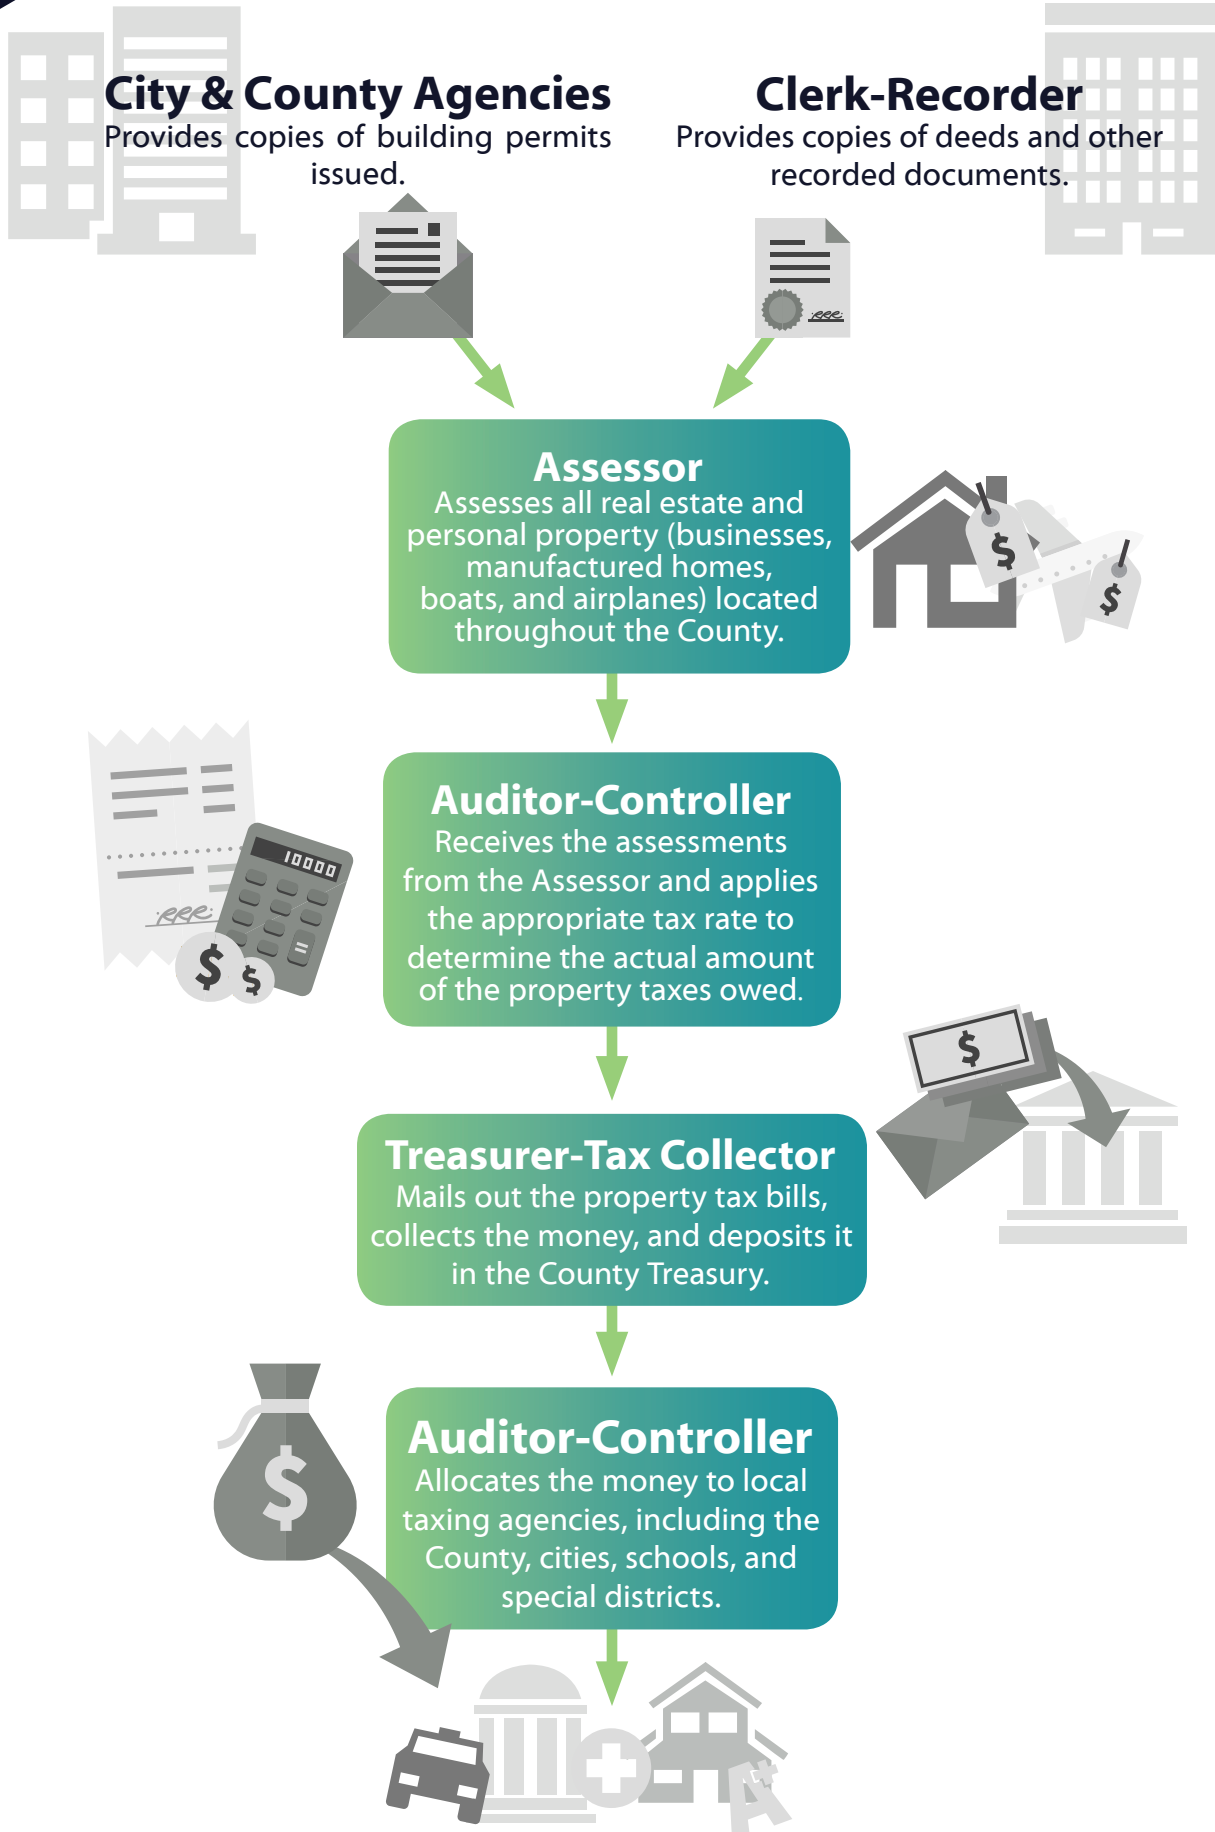 City & County Agencies
Provides copies of building permits
issued.
Clerk-Recorder
Provides copies of deeds and other
recorded documents.
Assessor
Assesses all real estate and
personal property (businesses,
manufactured homes,
boats, and airplanes) located
throughout the County.
$
$
Auditor-Controller
Receives the assessments
from the Assessor and applies
the appropriate tax rate to
determine the actual amount
of the property taxes owed.
10000
=
$
$
$
Treasurer-Tax Collector
Mails out the property tax bills,
collects the money, and deposits it
in the County Treasury.
$
Auditor-Controller
Allocates the money to local
taxing agencies, including the
County, cities, schools, and
special districts.
A+